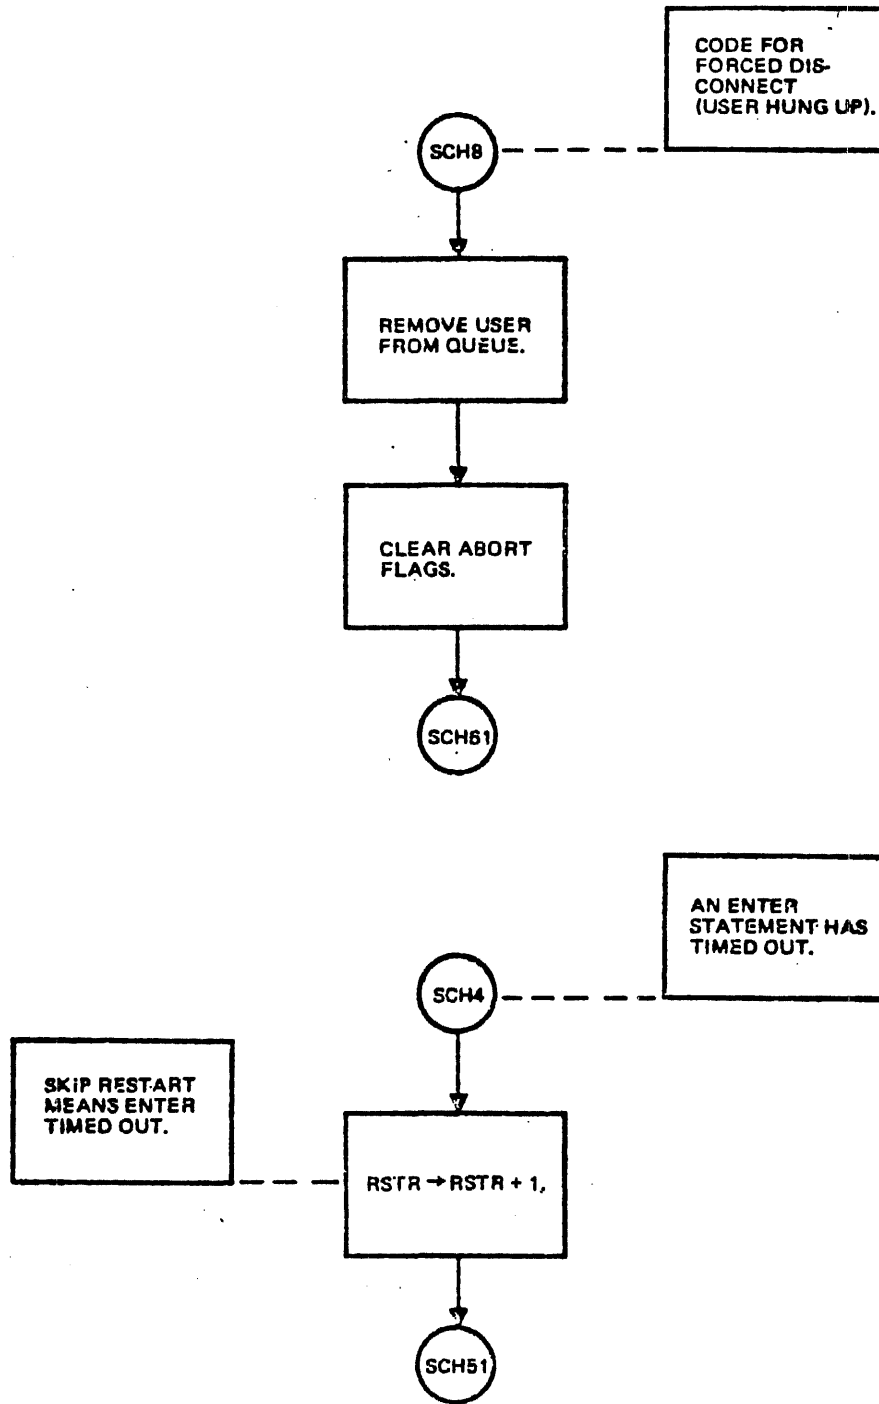 CODE FOR
FORCED DIS-
CONNECT
(USER HUNG UP).
SCH8
REMOVE USER
FROM QUEUE.
CLEAR ABORT
FLAGS.
SCH61
AN ENTER
STATEMENT HAS
TIMED OUT.
SCH4
SKIP RESTART
MEANS ENTER
TIMED OUT.
RSTR → RSTR + 1.
SCH51